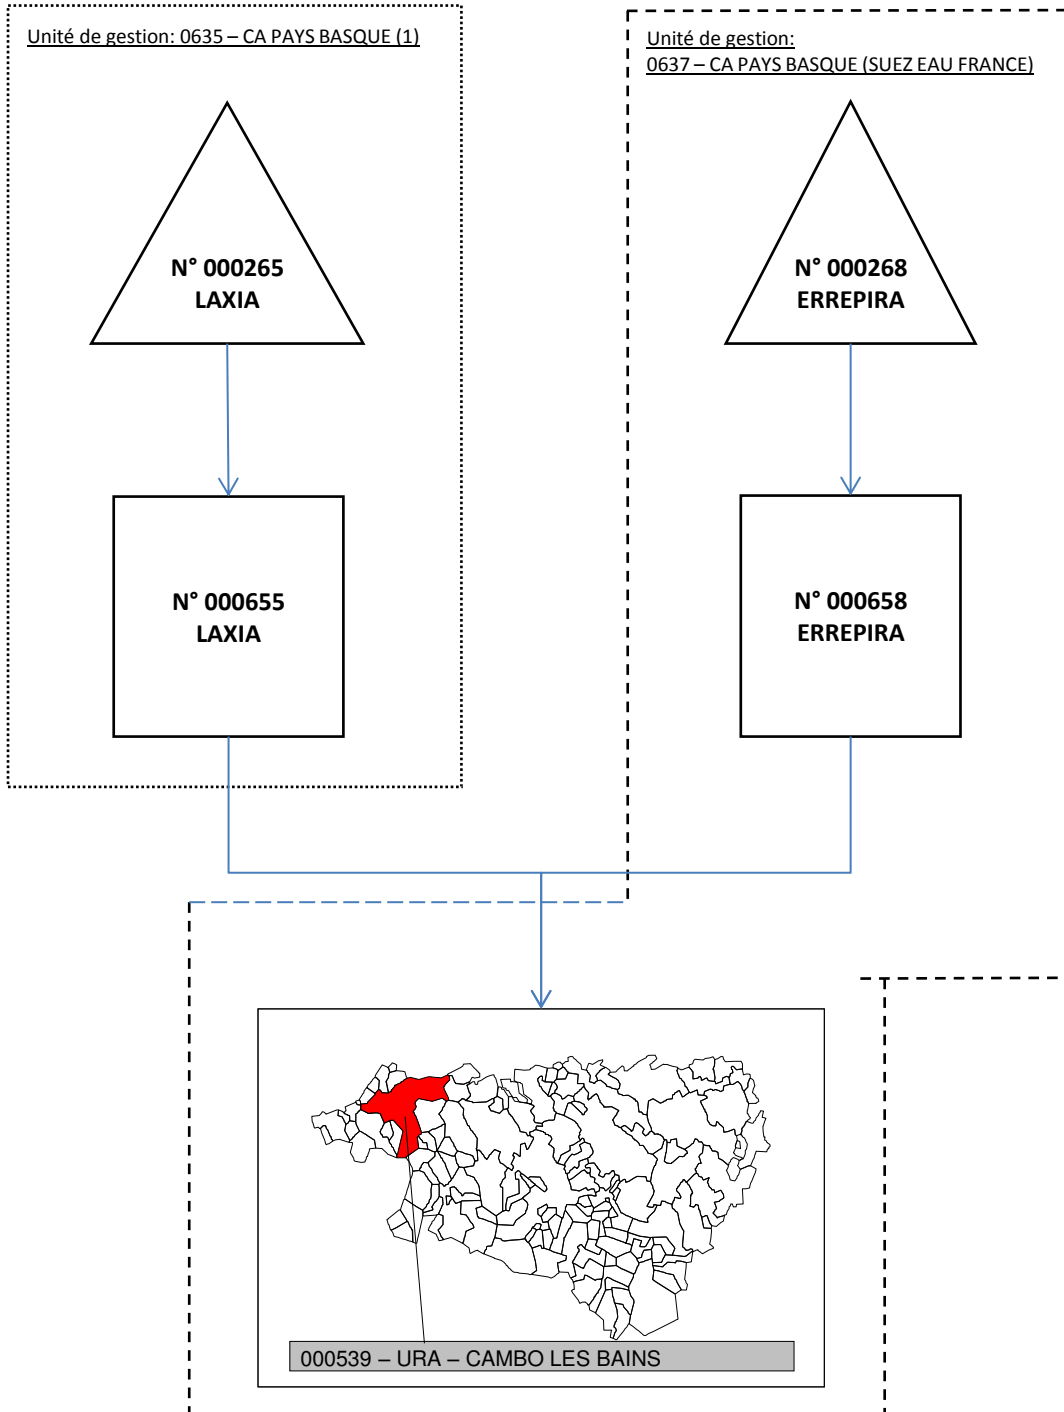 Unité de gestion: 0635 – CA PAYS BASQUE (1)
Unité de gestion:
0637 – CA PAYS BASQUE (SUEZ EAU FRANCE)
N° 000265
LAXIA
N° 000268
ERREPIRA
N° 000655
LAXIA
N° 000658
ERREPIRA
000539 – URA – CAMBO LES BAINS